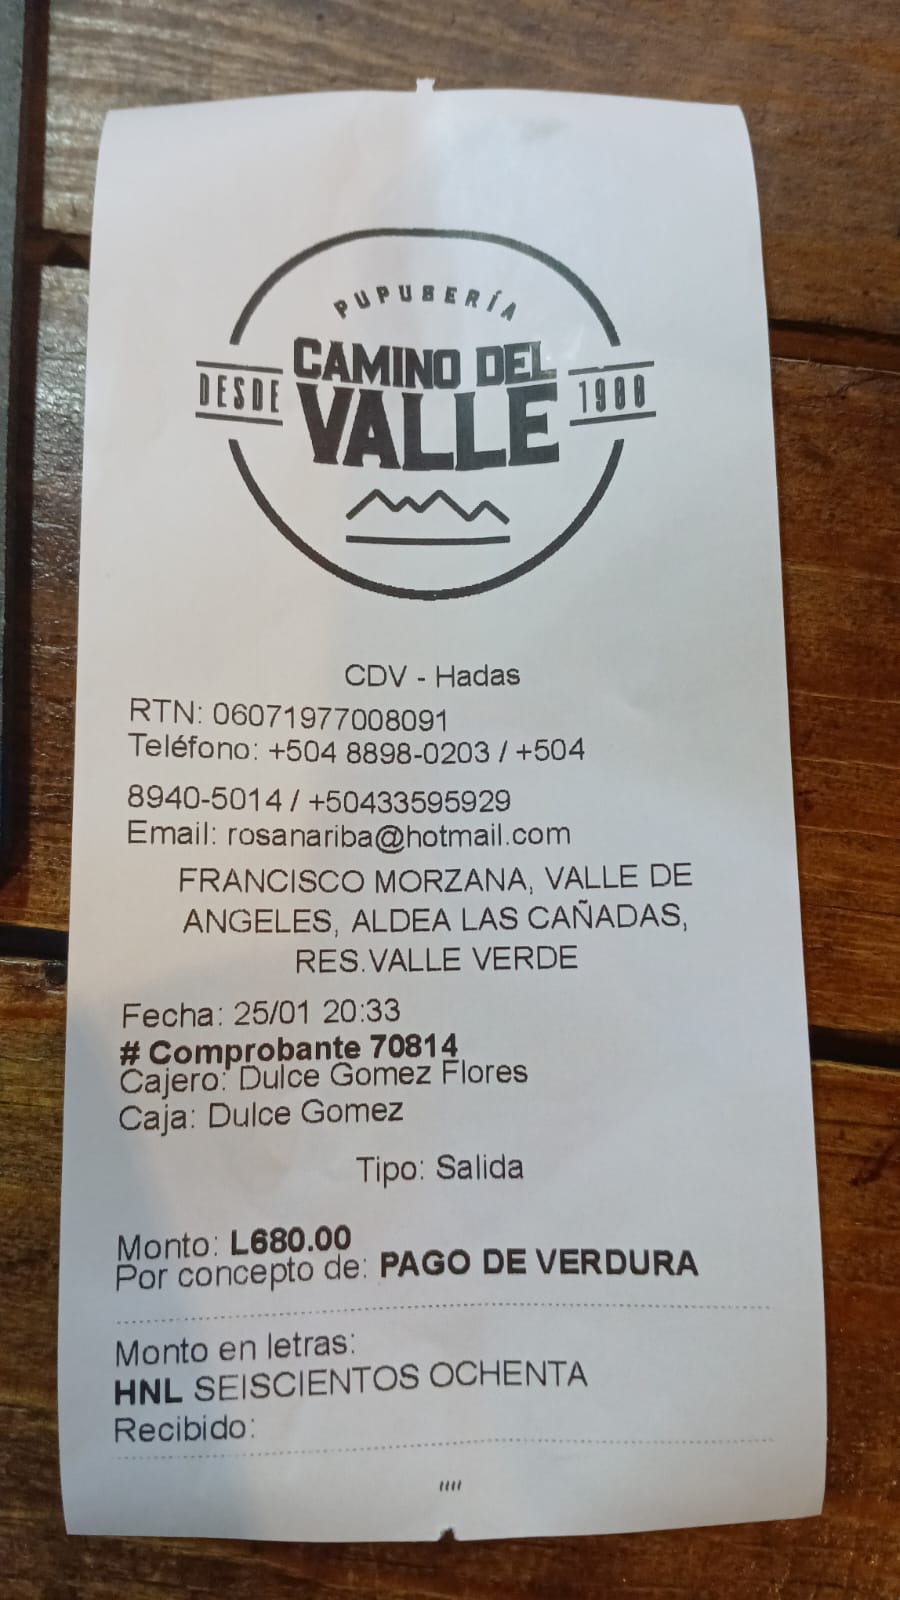 PUPUSERÍA
CAMINO DEL
DESDE VALLE 1988
CDV - Hadas
RTN: 06071977008091
Teléfono: +504 8898-0203 / +504
8940-5014 / +50433595929
Email: rosanariba@hotmail.com
FRANCISCO MORZANA, VALLE DE
ANGELES, ALDEA LAS CAÑADAS,
RES.VALLE VERDE
Fecha: 25/01 20:33
# Comprobante 70814
Cajero: Dulce Gomez Flores
Caja: Dulce Gomez
Tipo: Salida
Monto: L680.00
Por concepto de: PAGO DE VERDURA
Monto en letras:
HNL SEISCIENTOS OCHENTA
Recibido: